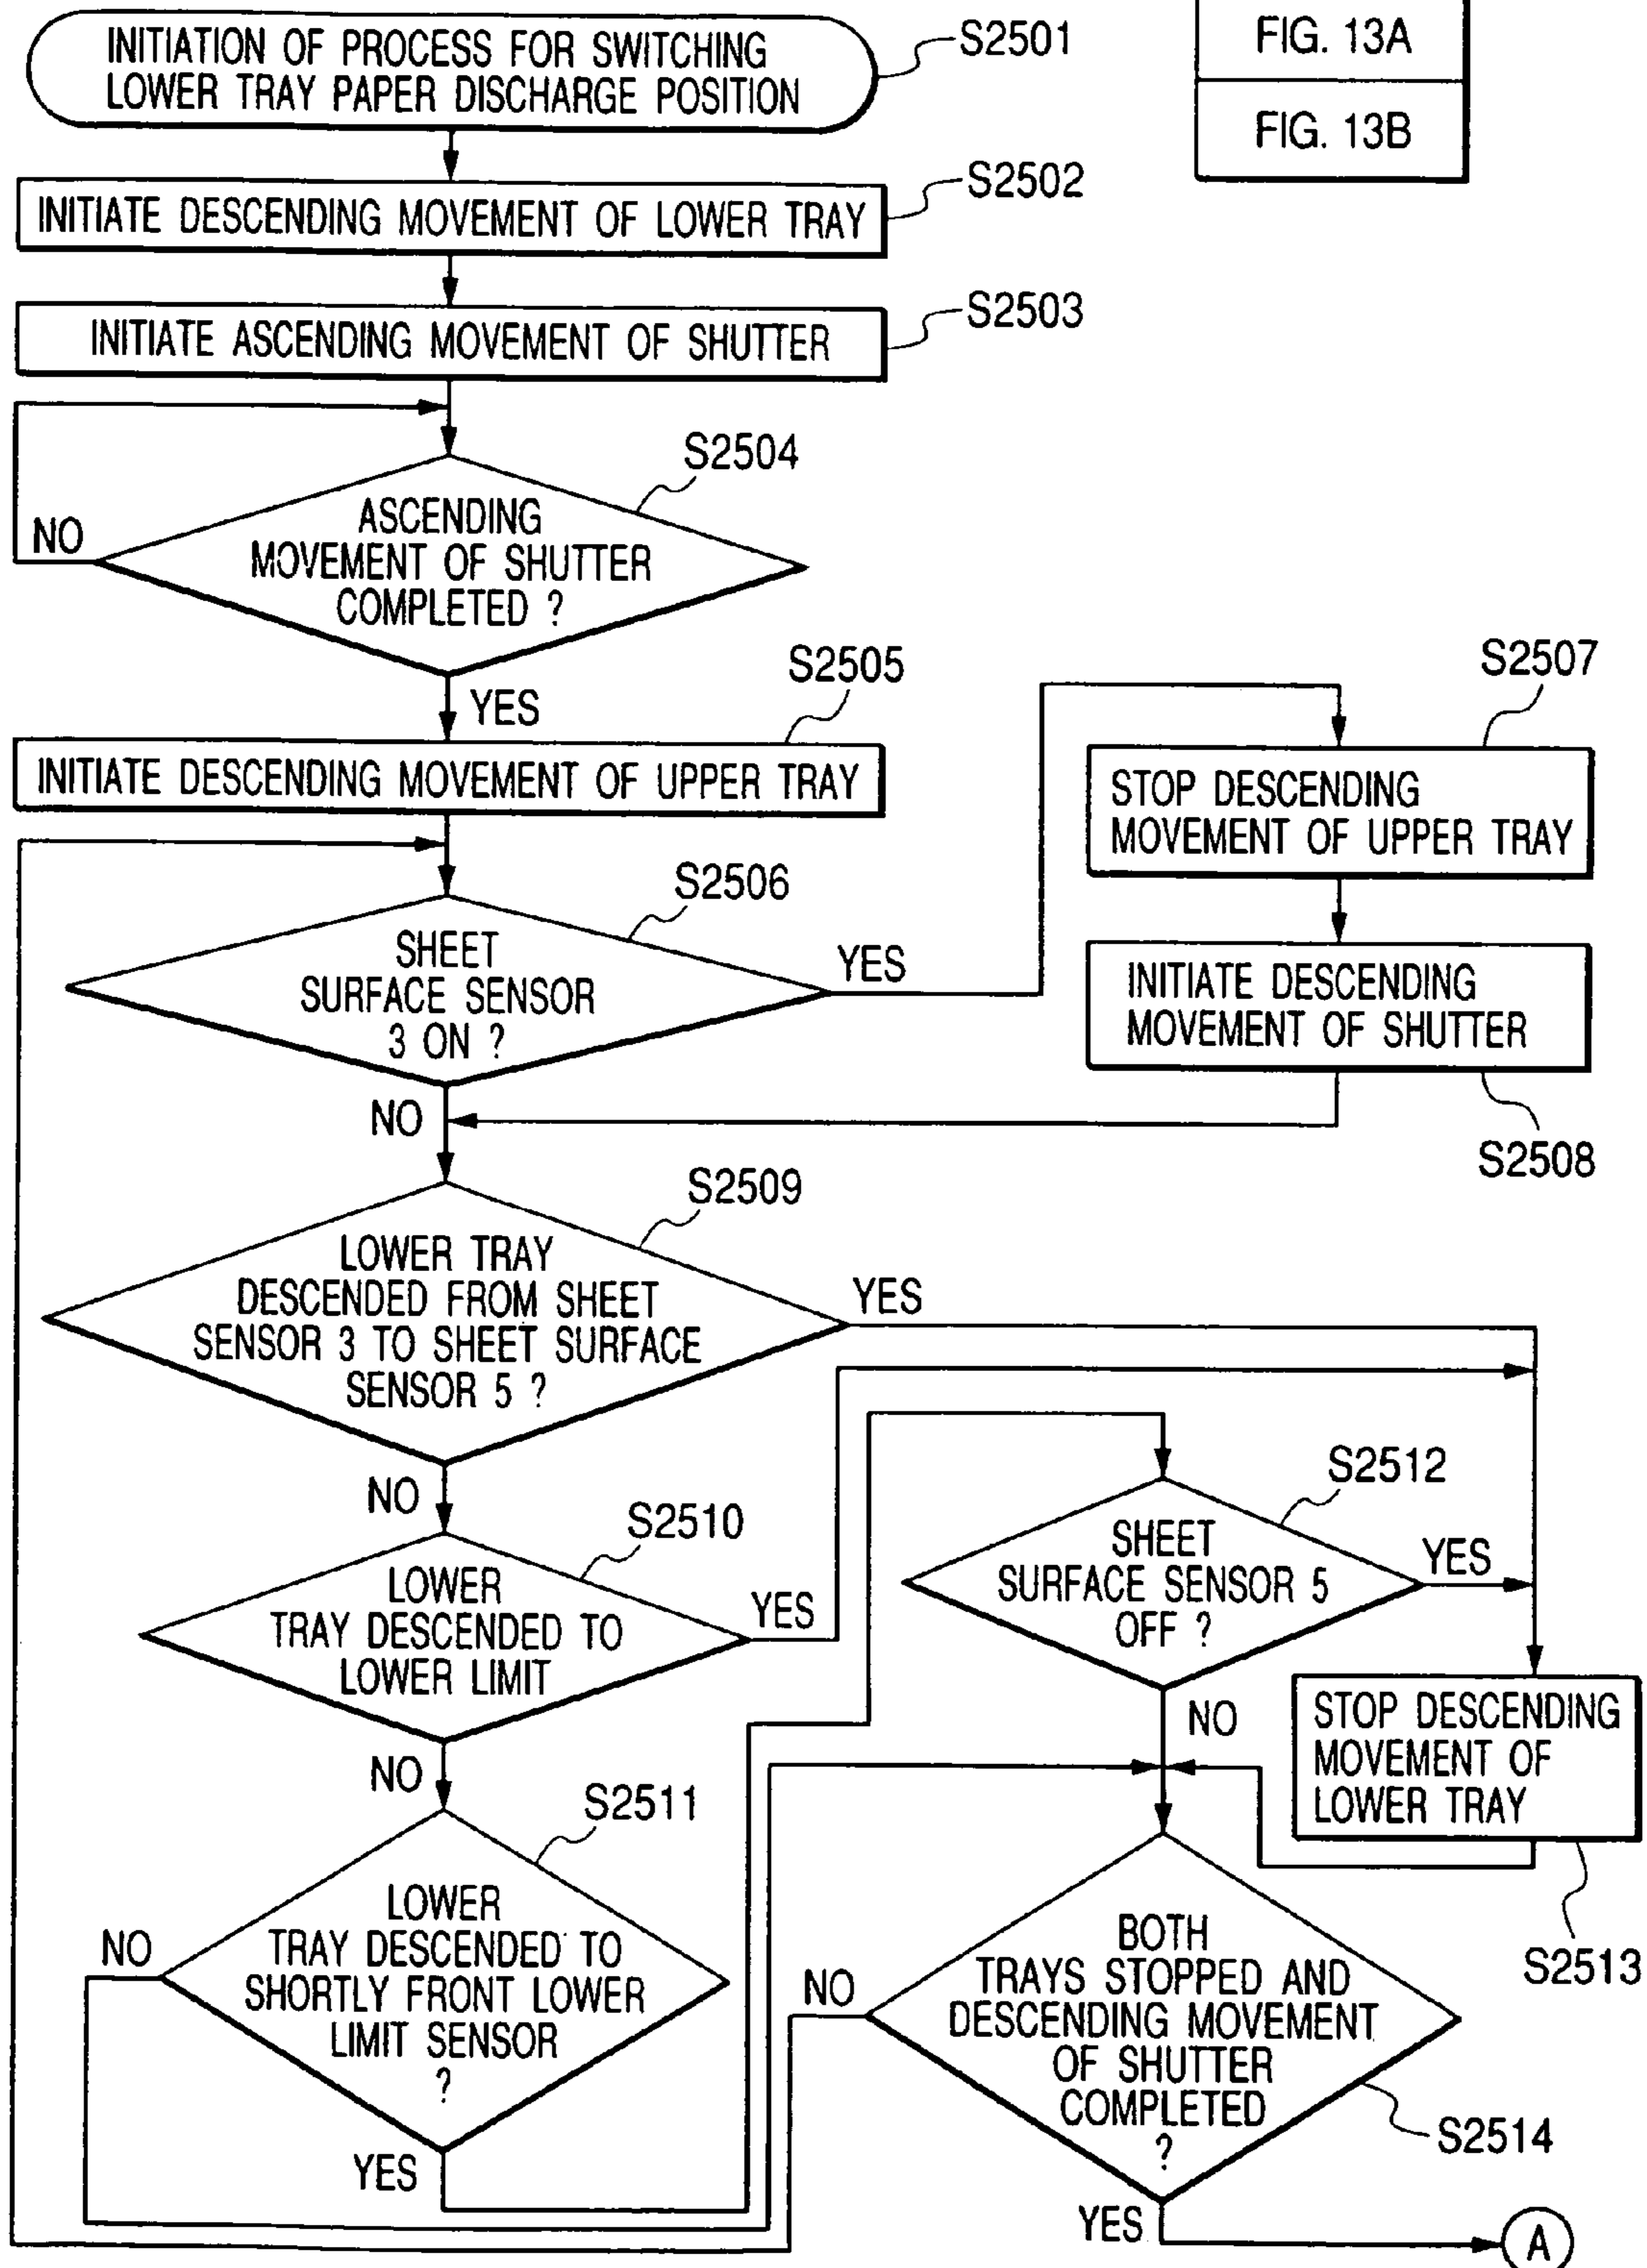 FIG. 13A
FIG. 13B
INITIATION OF PROCESS FOR SWITCHING
LOWER TRAY PAPER DISCHARGE POSITION
S2501
INITIATE DESCENDING MOVEMENT OF LOWER TRAY
S2502
INITIATE ASCENDING MOVEMENT OF SHUTTER
S2503
S2504
ASCENDING
MOVEMENT OF SHUTTER
COMPLETED ?
NO
YES
S2505
INITIATE DESCENDING MOVEMENT OF UPPER TRAY
S2506
SHEET
SURFACE SENSOR
3 ON ?
YES
NO
S2507
STOP DESCENDING
MOVEMENT OF UPPER TRAY
INITIATE DESCENDING
MOVEMENT OF SHUTTER
S2508
S2509
LOWER TRAY
DESCENDED FROM SHEET
SENSOR 3 TO SHEET SURFACE
SENSOR 5 ?
YES
NO
S2510
LOWER
TRAY DESCENDED TO
LOWER LIMIT
YES
NO
S2511
LOWER
TRAY DESCENDED TO
SHORTLY FRONT LOWER
LIMIT SENSOR
?
NO
YES
S2512
SHEET
SURFACE SENSOR 5
OFF ?
YES
NO
STOP DESCENDING
MOVEMENT OF
LOWER TRAY
S2513
BOTH
TRAYS STOPPED AND
DESCENDING MOVEMENT
OF SHUTTER
COMPLETED
?
NO
S2514
YES
A